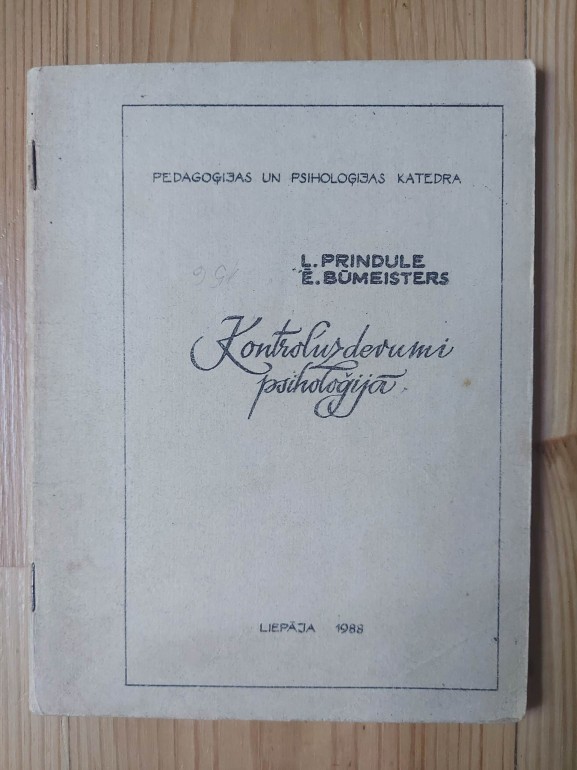 PEDAGOĢIJAS UN PSIHOLOĢIJAS KATEDRA
L. PRINDULE
Ē. BŪMEISTERS
Kontroluzdevumi
psiholoģijā
LIEPĀJA 1988